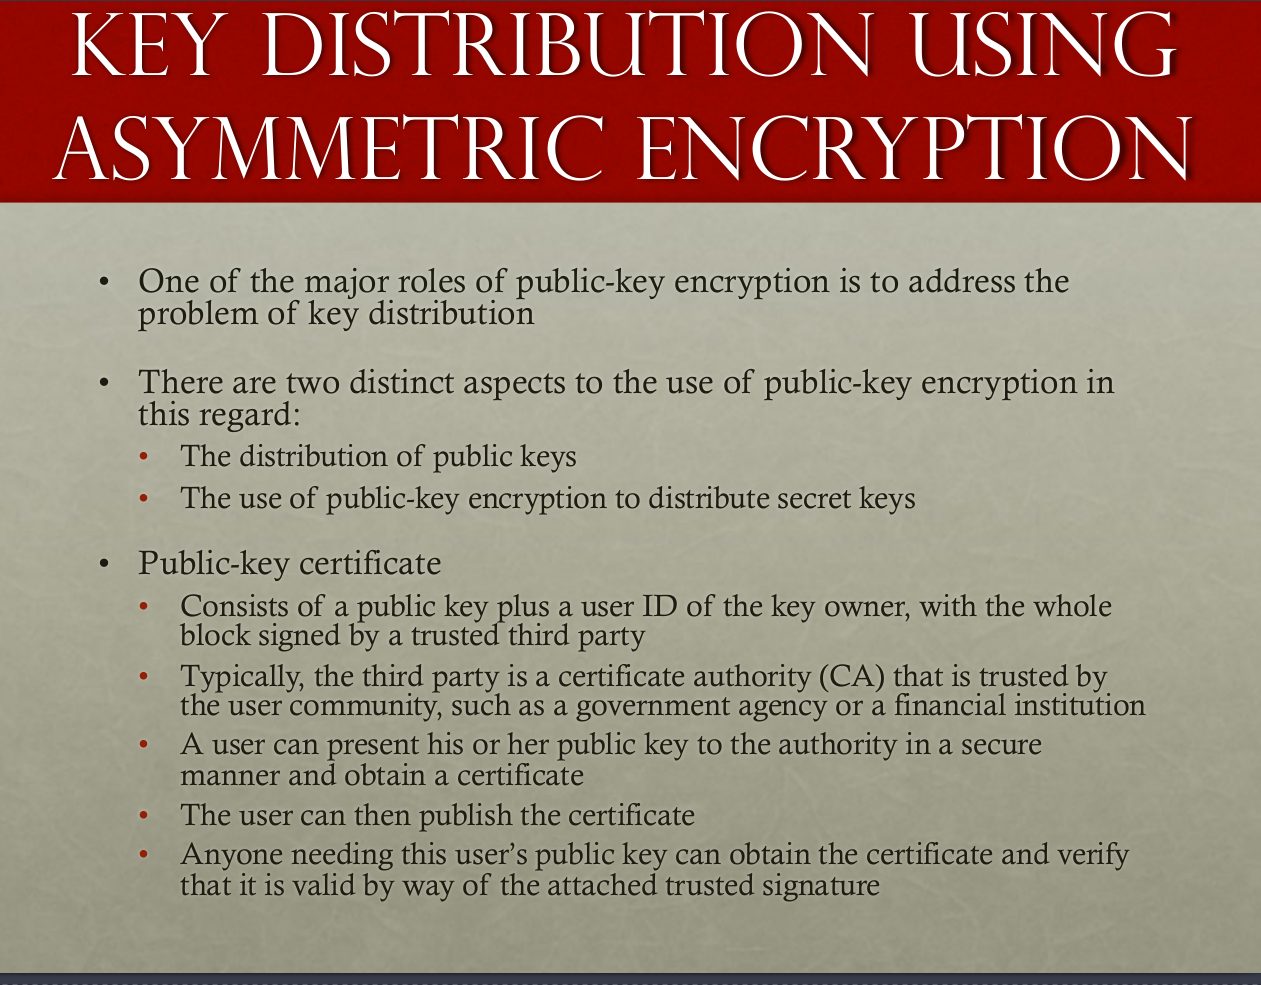 KEY DISTRIBUTION USING
ASYMMETRIC ENCRYPTION
• One of the major roles of public-key encryption is to address the
problem of key distribution
• There are two distinct aspects to the use of public-key encryption in
this regard:
• The distribution of public keys
• The use of public-key encryption to distribute secret keys
• Public-key certificate
• Consists of a public key plus a user ID of the key owner, with the whole
block signed by a trusted third party
• Typically, the third party is a certificate authority (CA) that is trusted by
the user community, such as a government agency or a financial institution
• A user can present his or her public key to the authority in a secure
manner and obtain a certificate
• The user can then publish the certificate
• Anyone needing this user's public key can obtain the certificate and verify
that it is valid by way of the attached trusted signature